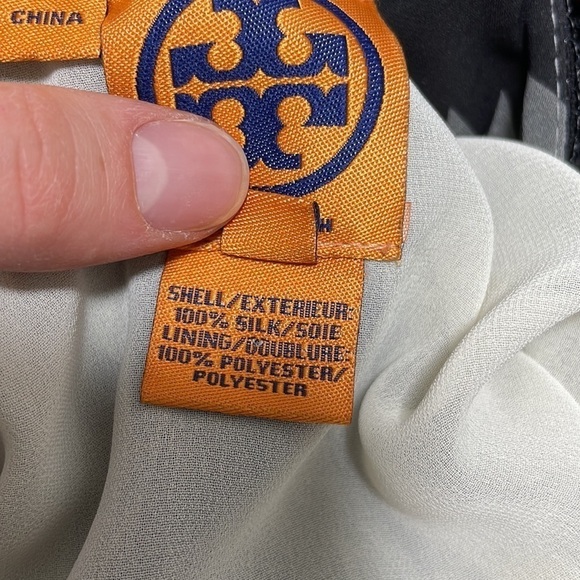 CHINA
SHELL/EXTERIEUR:
100% SILK/SOIE
LINING/DOUBLURE:
100% POLYESTER/
POLYESTER